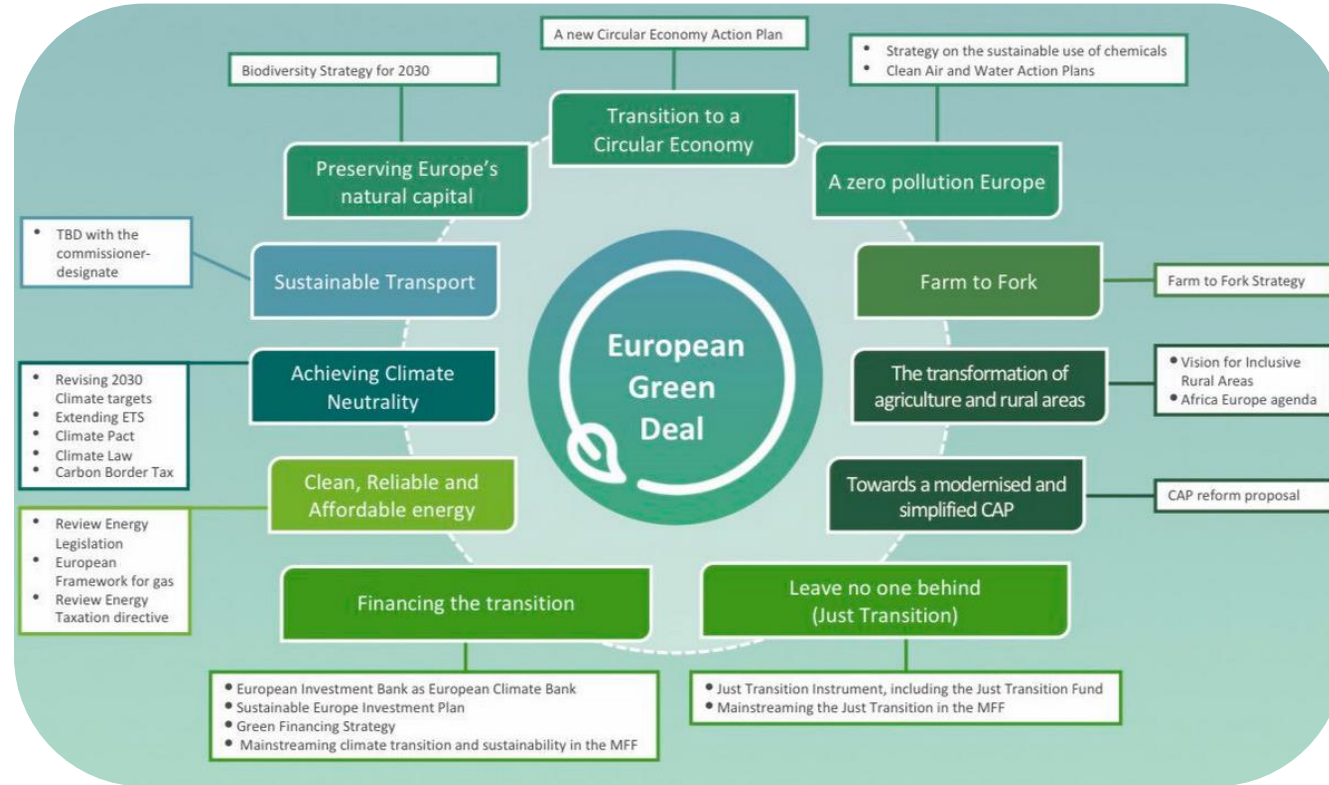 A new Circular Economy Action Plan
• Strategy on the sustainable use of chemicals
• Clean Air and Water Action Plans
Biodiversity Strategy for 2030
Transition to a
Circular Economy
Preserving Europe's
natural capital
A zero pollution Europe
• TBD with the
commissioner-
designate
Sustainable Transport
Farm to Fork
Farm to Fork Strategy
European
Green
Deal
• Revising 2030
Climate targets
• Extending ETS
• Climate Pact
• Climate Law
• Carbon Border Tax
Achieving Climate
Neutrality
The transformation of
agriculture and rural areas
• Vision for Inclusive
Rural Areas
• Africa Europe agenda
Clean, Reliable and
Affordable energy
Towards a modernised and
simplified CAP
CAP reform proposal
• Review Energy
Legislation
• European
Framework for gas
• Review Energy
Taxation directive
Financing the transition
Leave no one behind
(Just Transition)
• European Investment Bank as European Climate Bank
• Sustainable Europe Investment Plan
• Green Financing Strategy
• Mainstreaming climate transition and sustainability in the MFF
• Just Transition Instrument, including the Just Transition Fund
• Mainstreaming the Just Transition in the MFF